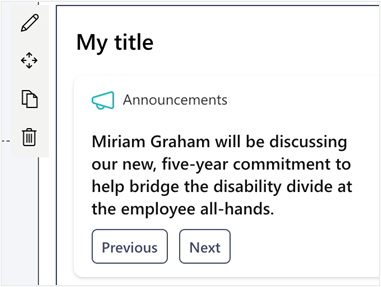 My title
Announcements
Miriam Graham will be discussing
our new, five-year commitment to
help bridge the disability divide at
the employee all-hands.
Previous
Next